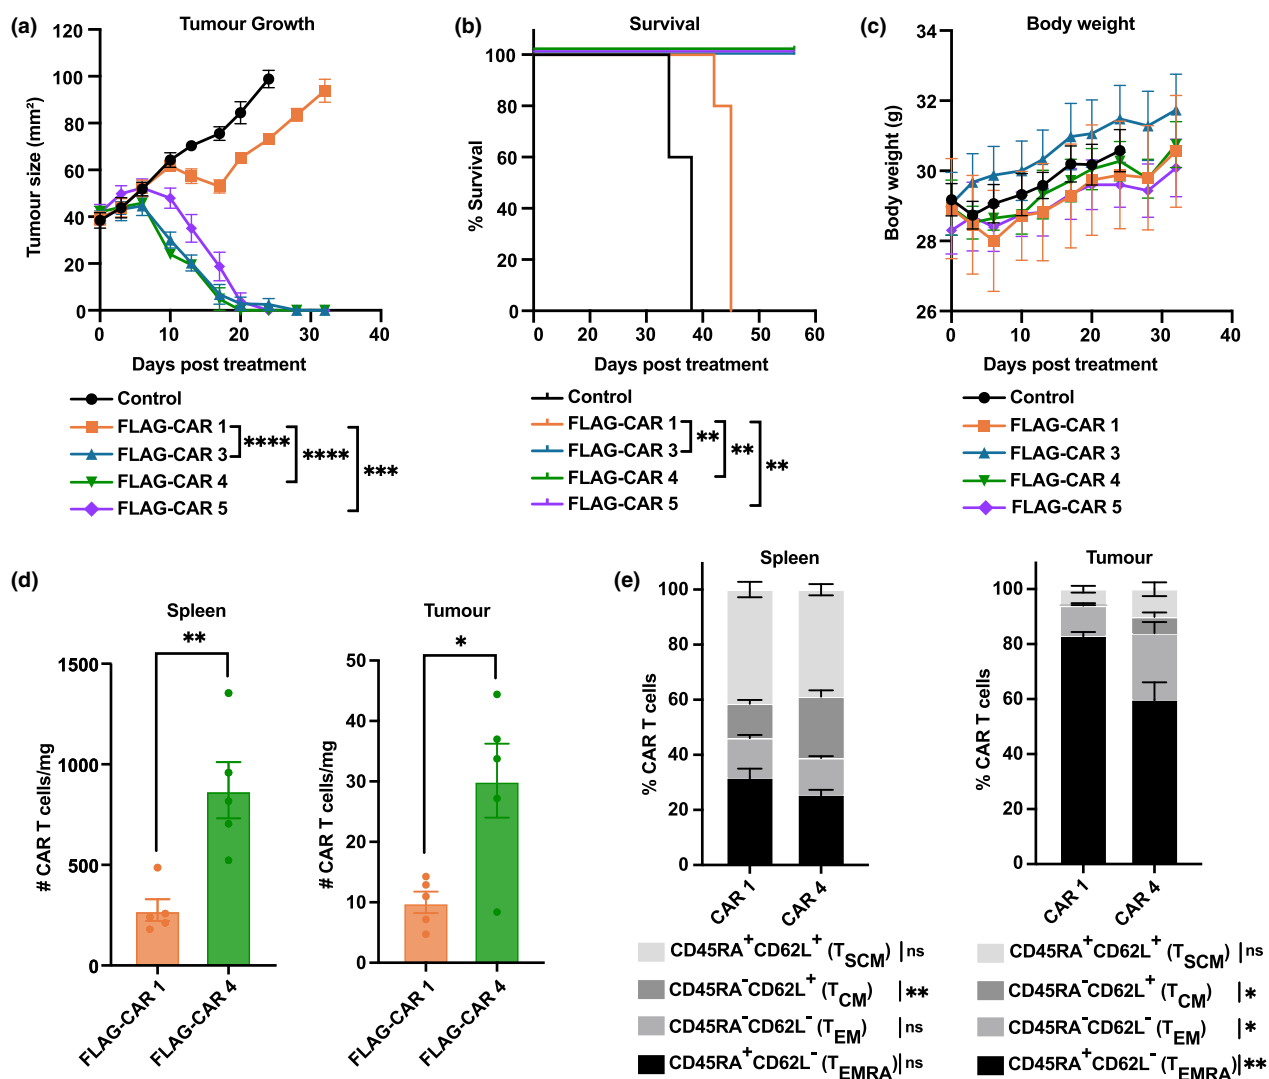 (a)
Tumour Growth
120
100
80
60
40
20
0
Tumour size (mm²)
0 10 20 30 40
Days post treatment
Control
FLAG-CAR 1
FLAG-CAR 3
FLAG-CAR 4
FLAG-CAR 5
****
****
***
(b)
Survival
100
80
60
40
20
0
% Survival
0 10 20 30 40 50 60
Days post treatment
Control
FLAG-CAR 1
FLAG-CAR 3
FLAG-CAR 4
FLAG-CAR 5
**
**
**
(c)
Body weight
34
32
30
28
26
Body weight (g)
0 10 20 30 40
Days post treatment
Control
FLAG-CAR 1
FLAG-CAR 3
FLAG-CAR 4
FLAG-CAR 5
(d)
Spleen
**
1500
1000
500
0
# CAR T cells/mg
FLAG-CAR 1
FLAG-CAR 4
Tumour
*
50
40
30
20
10
0
# CAR T cells/mg
FLAG-CAR 1
FLAG-CAR 4
(e)
Spleen
100
80
60
40
20
0
% CAR T cells
CAR 1
CAR 4
CD45RA⁺CD62L⁺ (T_SCM) ns
CD45RA⁻CD62L⁺ (T_CM) **
CD45RA⁻CD62L⁻ (T_EM) ns
CD45RA⁺CD62L⁻ (T_EMRA) ns
Tumour
100
80
60
40
20
0
% CAR T cells
CAR 1
CAR 4
CD45RA⁺CD62L⁺ (T_SCM) ns
CD45RA⁻CD62L⁺ (T_CM) *
CD45RA⁻CD62L⁻ (T_EM) *
CD45RA⁺CD62L⁻ (T_EMRA) **